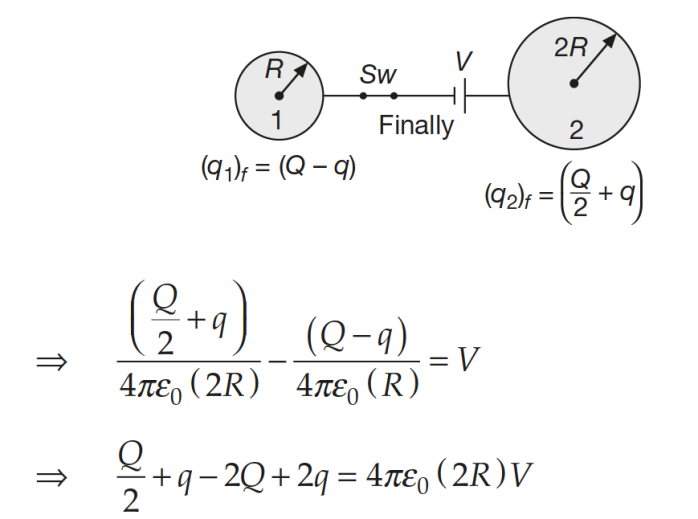 R
1
Sw
V
Finally
2R
2
(q₁)f = (Q – q)
(q₂)f = (Q/2 + q)
⇒ (Q/2 + q)/(4πε₀(2R)) – (Q – q)/(4πε₀(R)) = V
⇒ Q/2 + q – 2Q + 2q = 4πε₀(2R)V